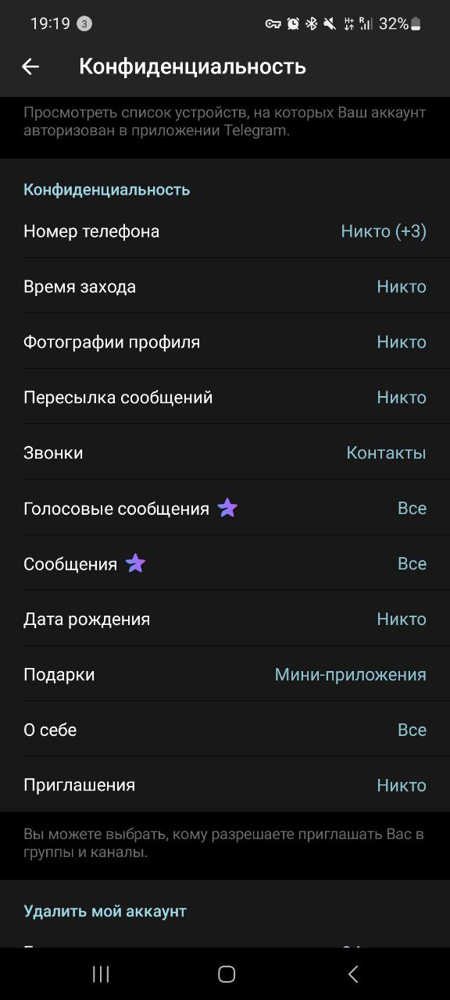 19:19 3 H+ R 32%
Конфиденциальность
Просмотреть список устройств, на которых Ваш аккаунт
авторизован в приложении Telegram.
Конфиденциальность
Номер телефона Никто (+3)
Время захода Никто
Фотографии профиля Никто
Пересылка сообщений Никто
Звонки Контакты
Голосовые сообщения Все
Сообщения Все
Дата рождения Никто
Подарки Мини-приложения
О себе Все
Приглашения Никто
Вы можете выбрать, кому разрешаете приглашать Вас в
группы и каналы.
Удалить мой аккаунт